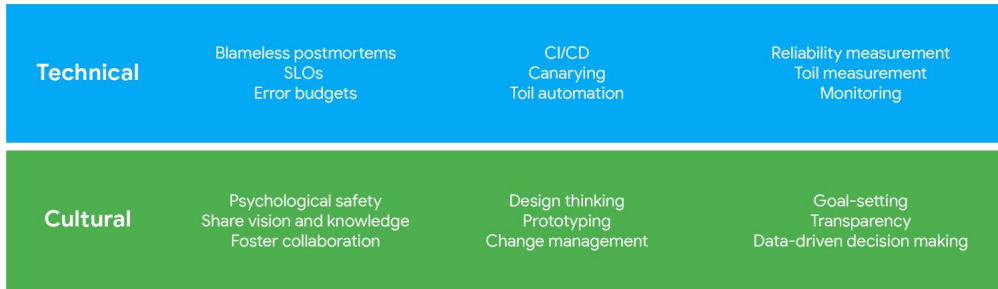 Technical
Blameless postmortems
SLOs
Error budgets
CI/CD
Canarying
Toil automation
Reliability measurement
Toil measurement
Monitoring
Cultural
Psychological safety
Share vision and knowledge
Foster collaboration
Design thinking
Prototyping
Change management
Goal-setting
Transparency
Data-driven decision making